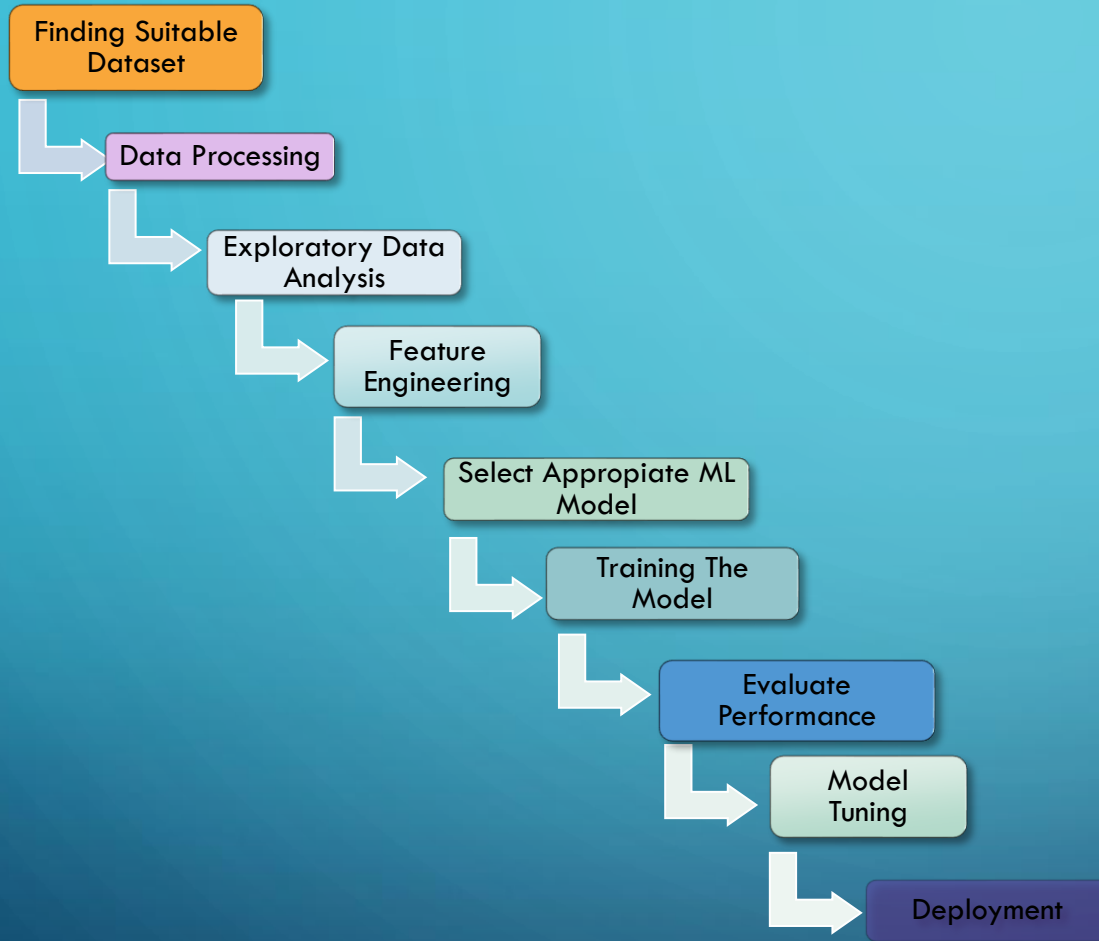 Finding Suitable
Dataset
Data Processing
Exploratory Data
Analysis
Feature
Engineering
Select Appropiate ML
Model
Training The
Model
Evaluate
Performance
Model
Tuning
Deployment